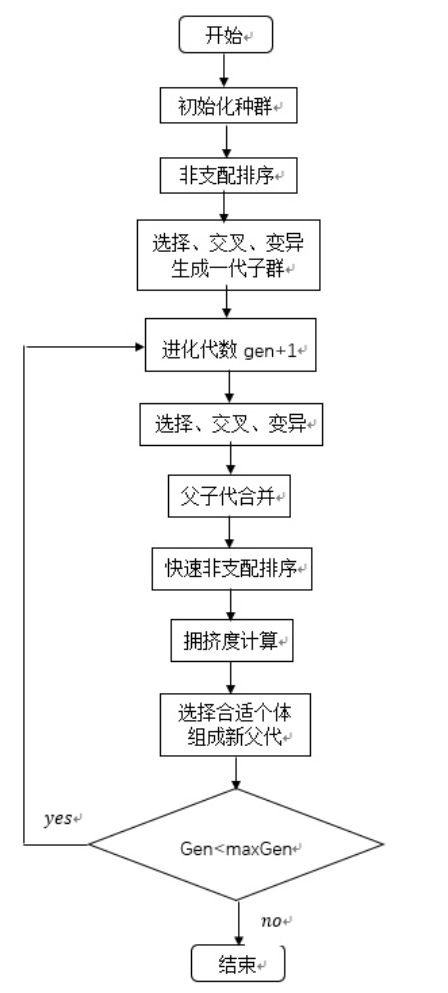 开始
初始化种群
非支配排序
选择、交叉、变异
生成一代子群
进化代数 gen+1
选择、交叉、变异
父子代合并
快速非支配排序
拥挤度计算
选择合适个体
组成新父代
yes
Gen<maxGen
no
结束